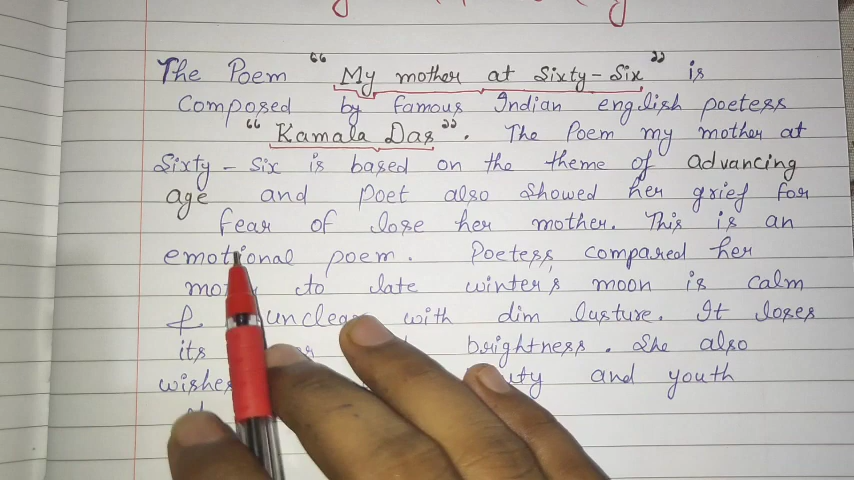 The Poem "My mother at Sixty-Six" is
Composed by famous Indian english poetess
"Kamala Das". The Poem my mother at
Sixty-six is based on the theme of advancing
age and poet also showed her grief for
fear of lose her mother. This is an
emotional poem. Poetess compared her
to late winter's moon is calm
& unclear with dim lusture. It loses
its brightness. She also
wishes and youth